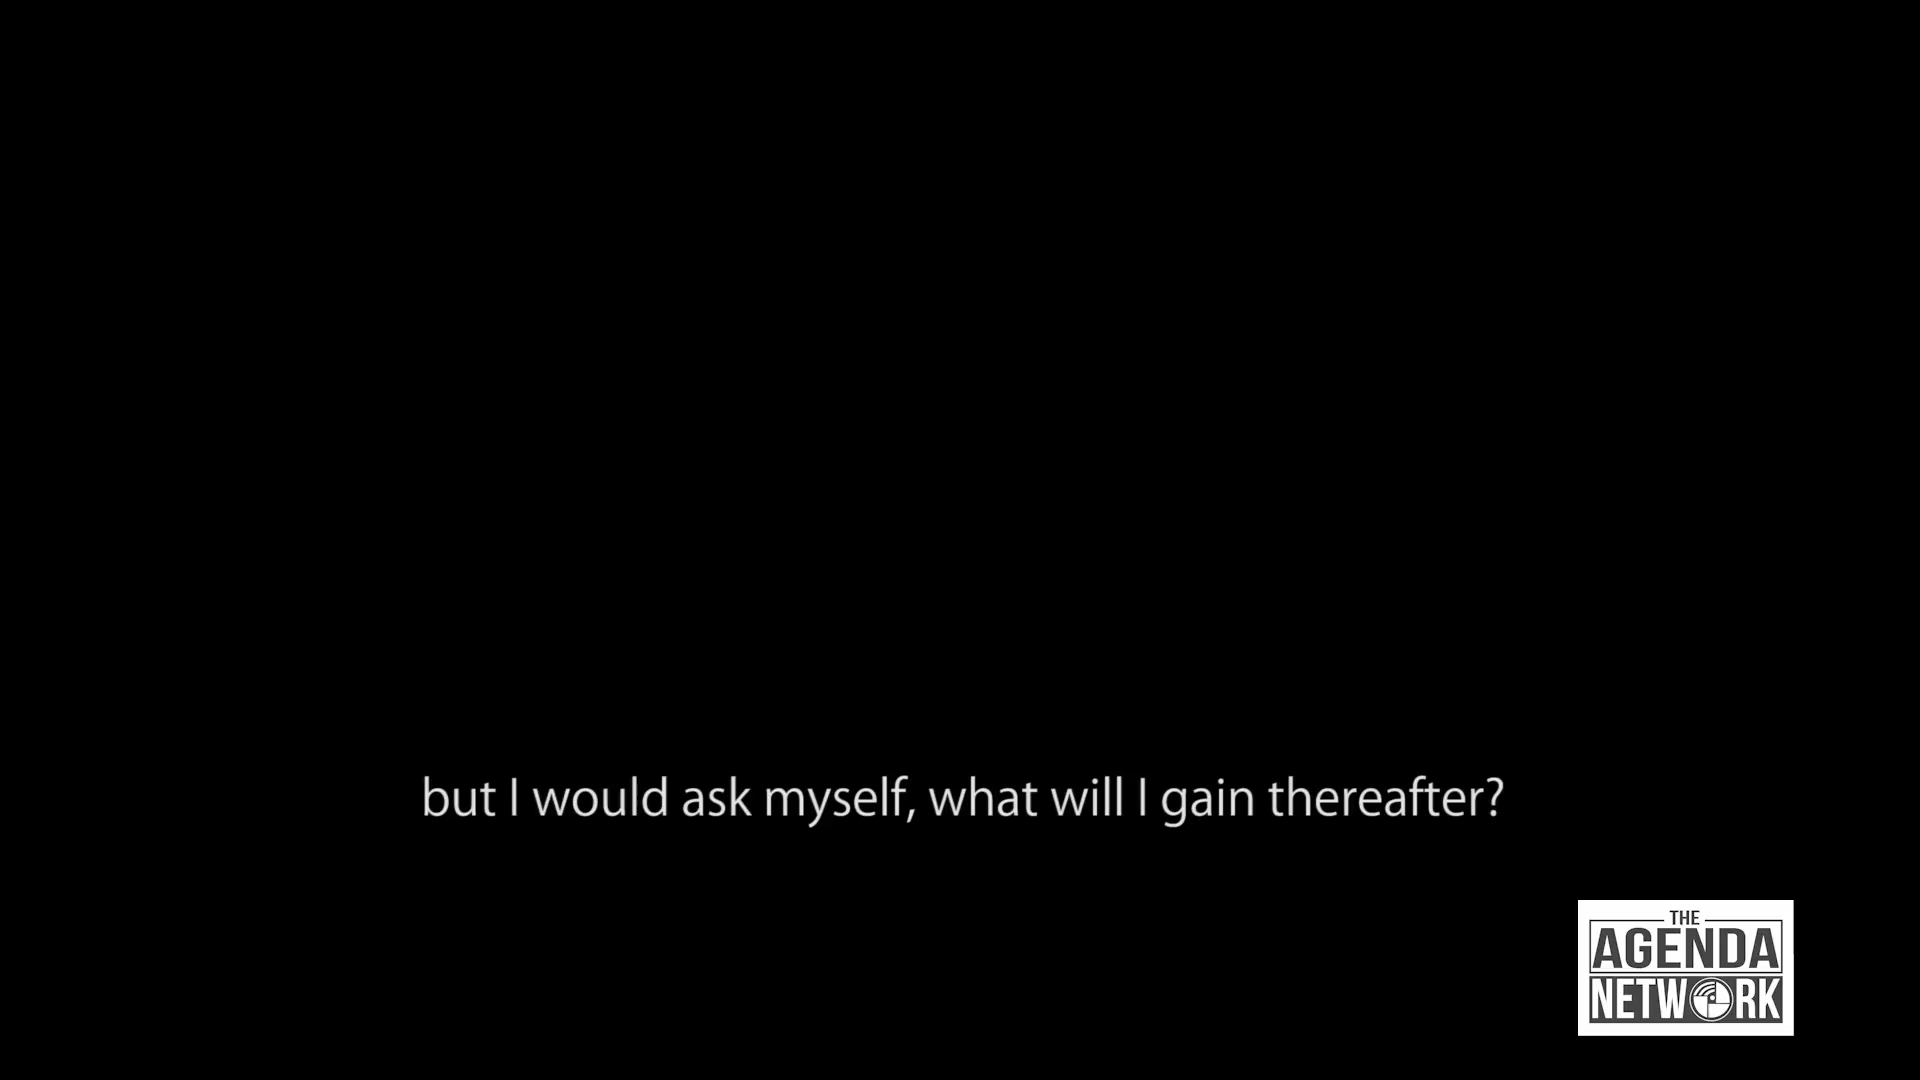 but I would ask myself, what will I gain thereafter?
THE
AGENDA
NETWORK